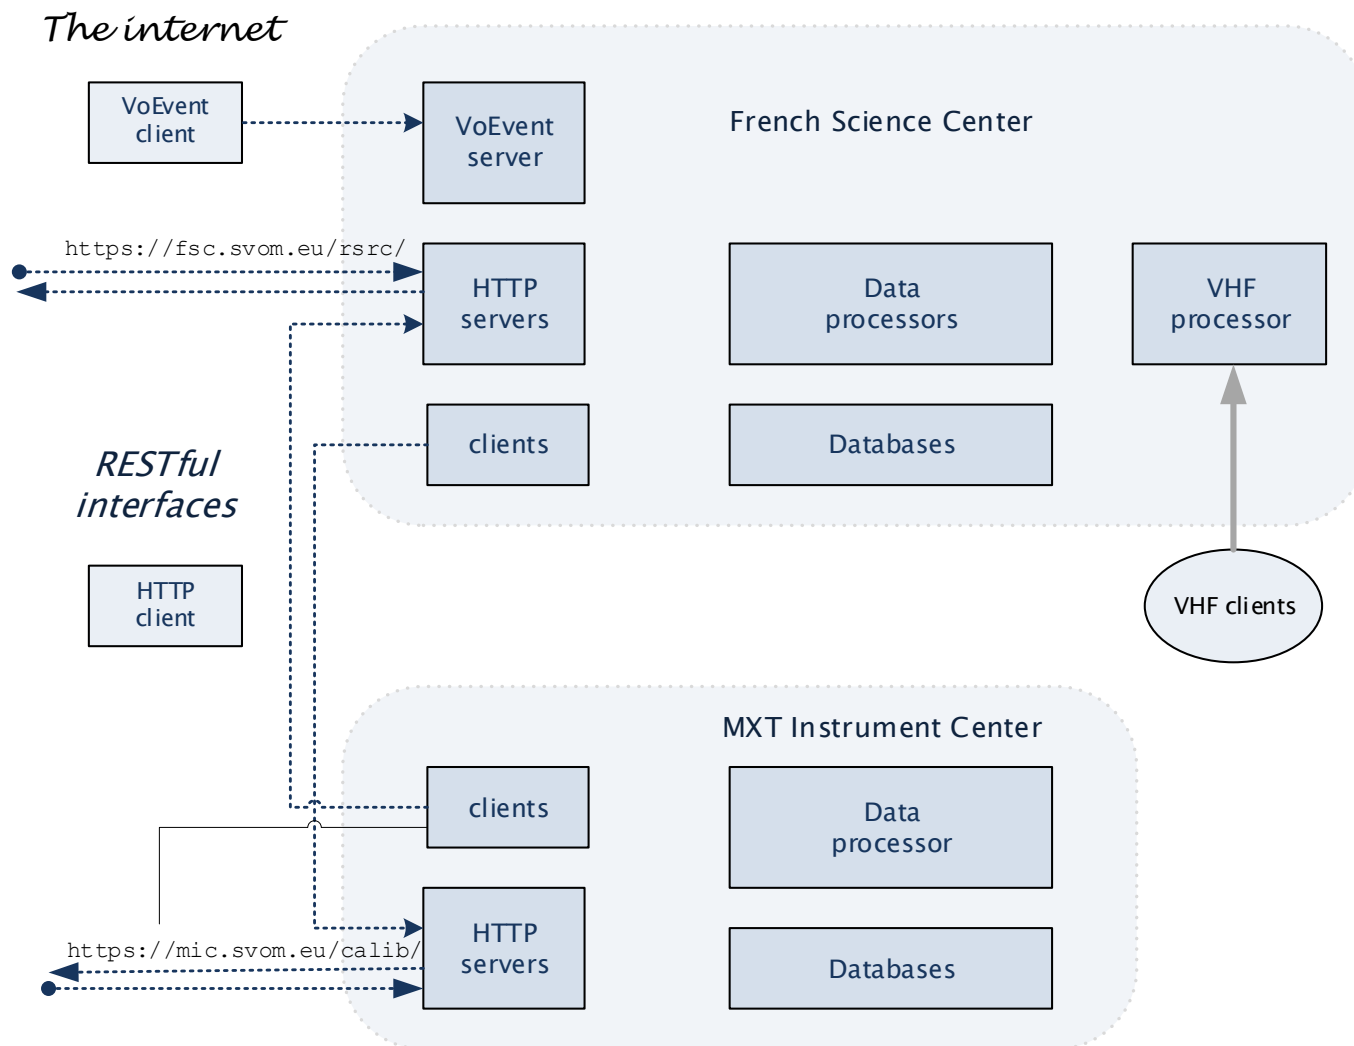 The internet
VoEvent
client
VoEvent
server
French Science Center
https://fsc.svom.eu/rsrc/
HTTP
servers
Data
processors
VHF
processor
clients
Databases
RESTful
interfaces
HTTP
client
VHF clients
MXT Instrument Center
clients
Data
processor
https://mic.svom.eu/calib/
HTTP
servers
Databases